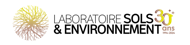 LABORATOIRE SOLS
& ENVIRONNEMENT
30 ans